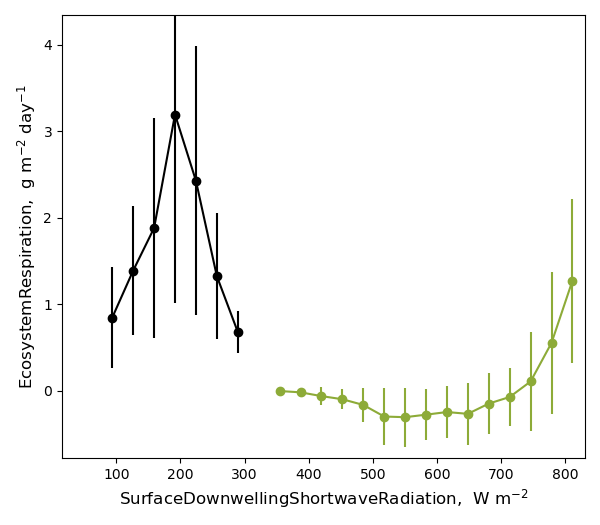 4
3
2
1
0
EcosystemRespiration, g m⁻² day⁻¹
100 200 300 400 500 600 700 800
SurfaceDownwellingShortwaveRadiation, W m⁻²